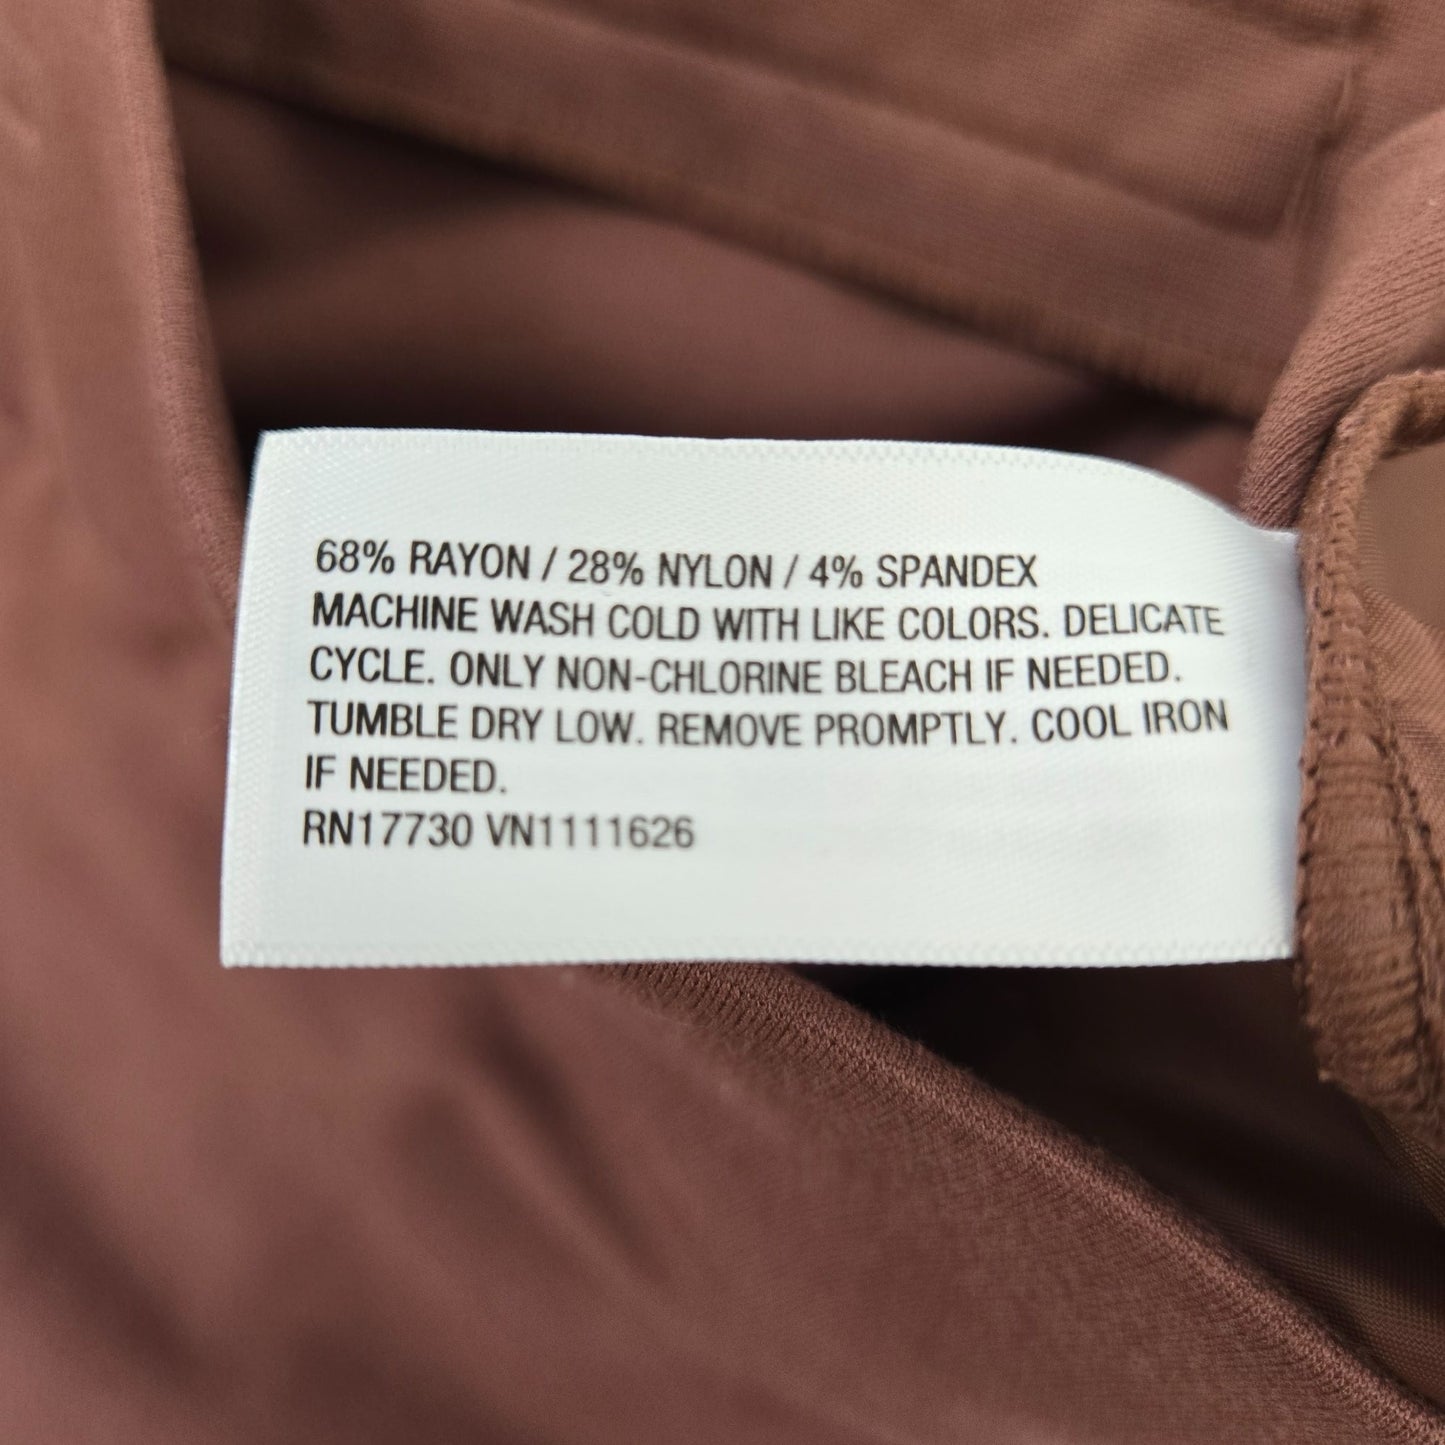 68% RAYON / 28% NYLON / 4% SPANDEX
MACHINE WASH COLD WITH LIKE COLORS. DELICATE
CYCLE. ONLY NON-CHLORINE BLEACH IF NEEDED.
TUMBLE DRY LOW. REMOVE PROMPTLY. COOL IRON
IF NEEDED.
RN17730 VN1111626